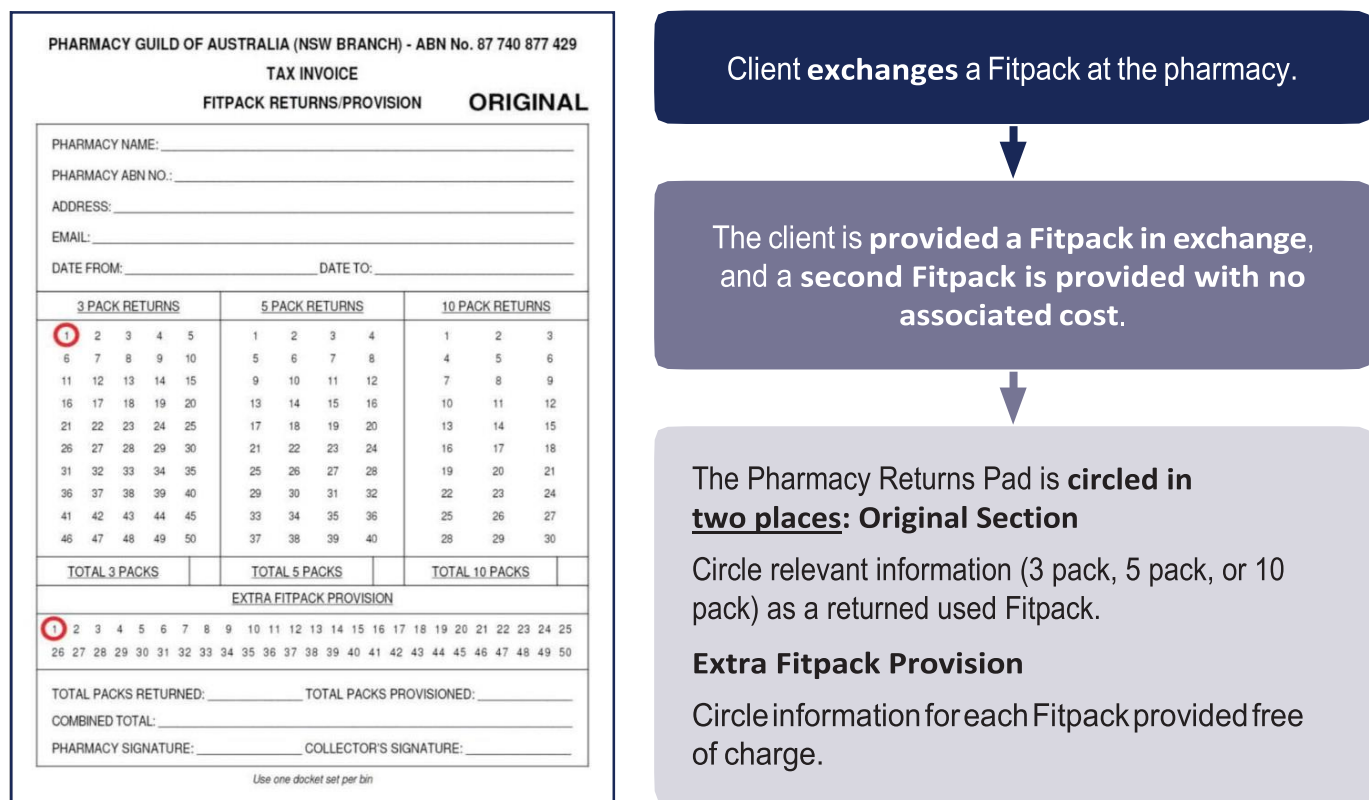 PHARMACY GUILD OF AUSTRALIA (NSW BRANCH) - ABN No. 87 740 877 429
TAX INVOICE
FITPACK RETURNS/PROVISION ORIGINAL
PHARMACY NAME:
PHARMACY ABN NO.:
ADDRESS:
EMAIL:
DATE FROM: DATE TO:
3 PACK RETURNS 5 PACK RETURNS 10 PACK RETURNS
1 2 3 4 5 1 2 3 4 1 2 3
6 7 8 9 10 5 6 7 8 4 5 6
11 12 13 14 15 9 10 11 12 7 8 9
16 17 18 19 20 13 14 15 16 10 11 12
21 22 23 24 25 17 18 19 20 13 14 15
26 27 28 29 30 21 22 23 24 16 17 18
31 32 33 34 35 25 26 27 28 19 20 21
36 37 38 39 40 29 30 31 32 22 23 24
41 42 43 44 45 33 34 35 36 25 26 27
46 47 48 49 50 37 38 39 40 28 29 30
TOTAL 3 PACKS TOTAL 5 PACKS TOTAL 10 PACKS
EXTRA FITPACK PROVISION
1 2 3 4 5 6 7 8 9 10 11 12 13 14 15 16 17 18 19 20 21 22 23 24 25
26 27 28 29 30 31 32 33 34 35 36 37 38 39 40 41 42 43 44 45 46 47 48 49 50
TOTAL PACKS RETURNED: TOTAL PACKS PROVISIONED:
COMBINED TOTAL:
PHARMACY SIGNATURE: COLLECTOR'S SIGNATURE:
Use one docket set per bin
Client exchanges a Fitpack at the pharmacy.
The client is provided a Fitpack in exchange,
and a second Fitpack is provided with no
associated cost.
The Pharmacy Returns Pad is circled in
two places: Original Section
Circle relevant information (3 pack, 5 pack, or 10
pack) as a returned used Fitpack.
Extra Fitpack Provision
Circle information for each Fitpack provided free
of charge.